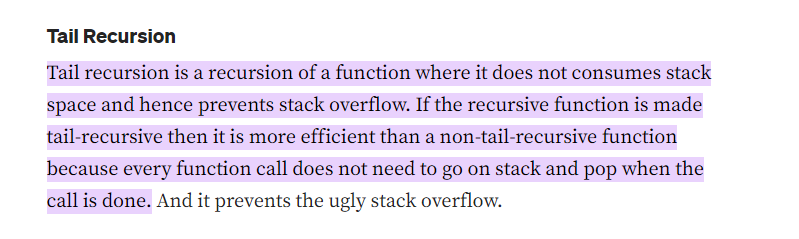 Tail Recursion
Tail recursion is a recursion of a function where it does not consumes stack
space and hence prevents stack overflow. If the recursive function is made
tail-recursive then it is more efficient than a non-tail-recursive function
because every function call does not need to go on stack and pop when the
call is done. And it prevents the ugly stack overflow.